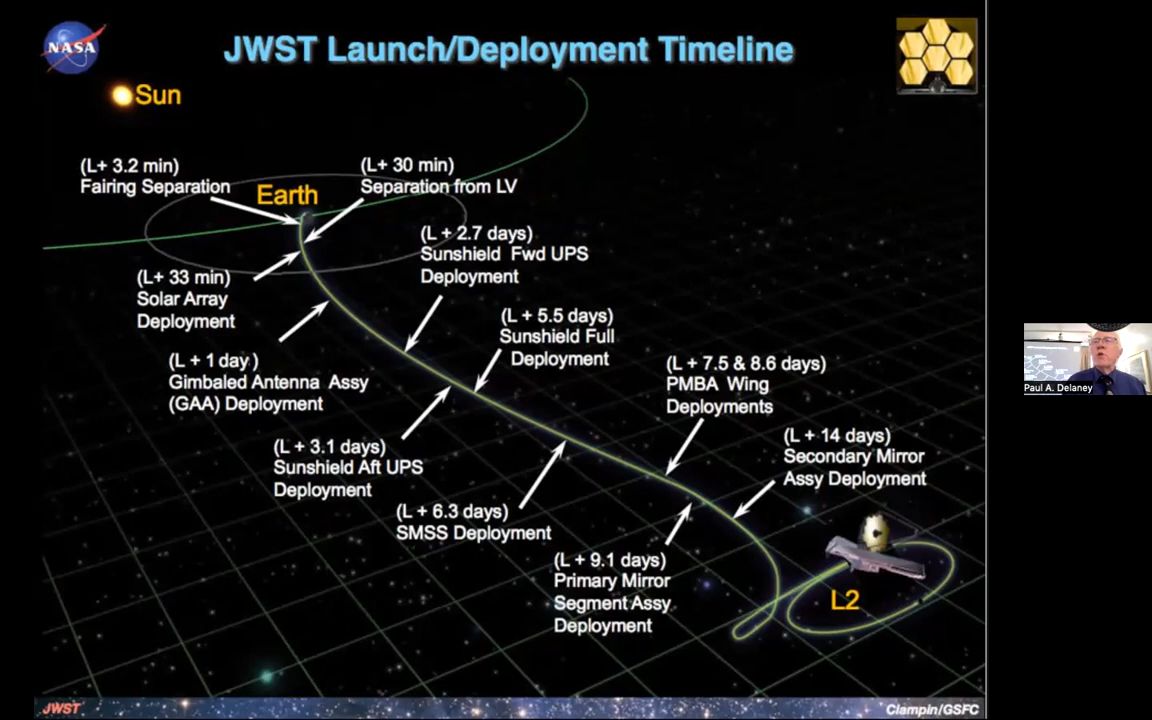 NASA
JWST Launch/Deployment Timeline
Sun
(L+ 3.2 min)
Fairing Separation
Earth
(L+ 30 min)
Separation from LV
(L + 2.7 days)
Sunshield Fwd UPS
Deployment
(L+ 33 min)
Solar Array
Deployment
(L + 5.5 days)
Sunshield Full
Deployment
(L + 1 day )
Gimbaled Antenna Assy
(GAA) Deployment
(L + 7.5 & 8.6 days)
PMBA Wing
Deployments
(L + 3.1 days)
Sunshield Aft UPS
Deployment
(L + 14 days)
Secondary Mirror
Assy Deployment
(L + 6.3 days)
SMSS Deployment
(L + 9.1 days)
Primary Mirror
Segment Assy
Deployment
L2
JWST
Clampin/GSFC
Paul A. Delaney